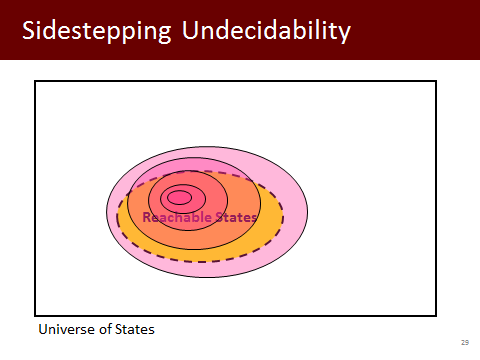 Sidestepping Undecidability
Reachable States
Universe of States
29